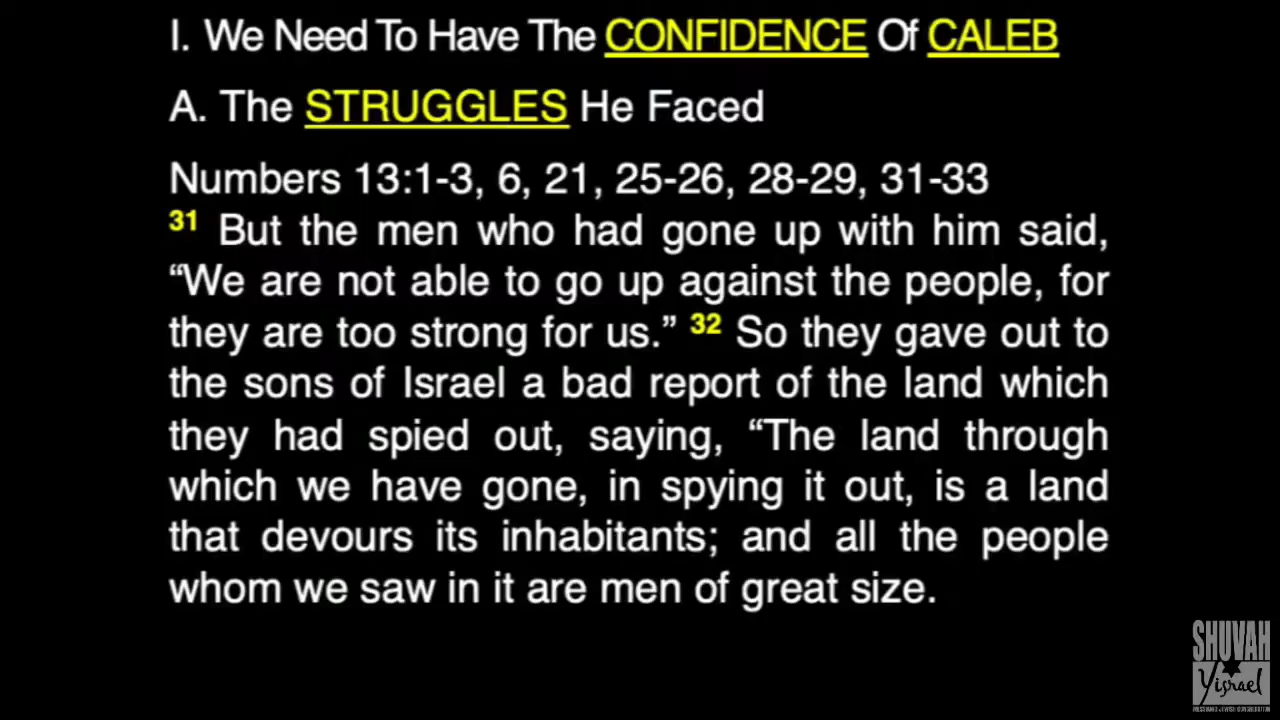 I. We Need To Have The CONFIDENCE Of CALEB
A. The STRUGGLES He Faced
Numbers 13:1-3, 6, 21, 25-26, 28-29, 31-33
31 But the men who had gone up with him said,
“We are not able to go up against the people, for
they are too strong for us.” 32 So they gave out to
the sons of Israel a bad report of the land which
they had spied out, saying, “The land through
which we have gone, in spying it out, is a land
that devours its inhabitants; and all the people
whom we saw in it are men of great size.
SHUVAH
Yisrael